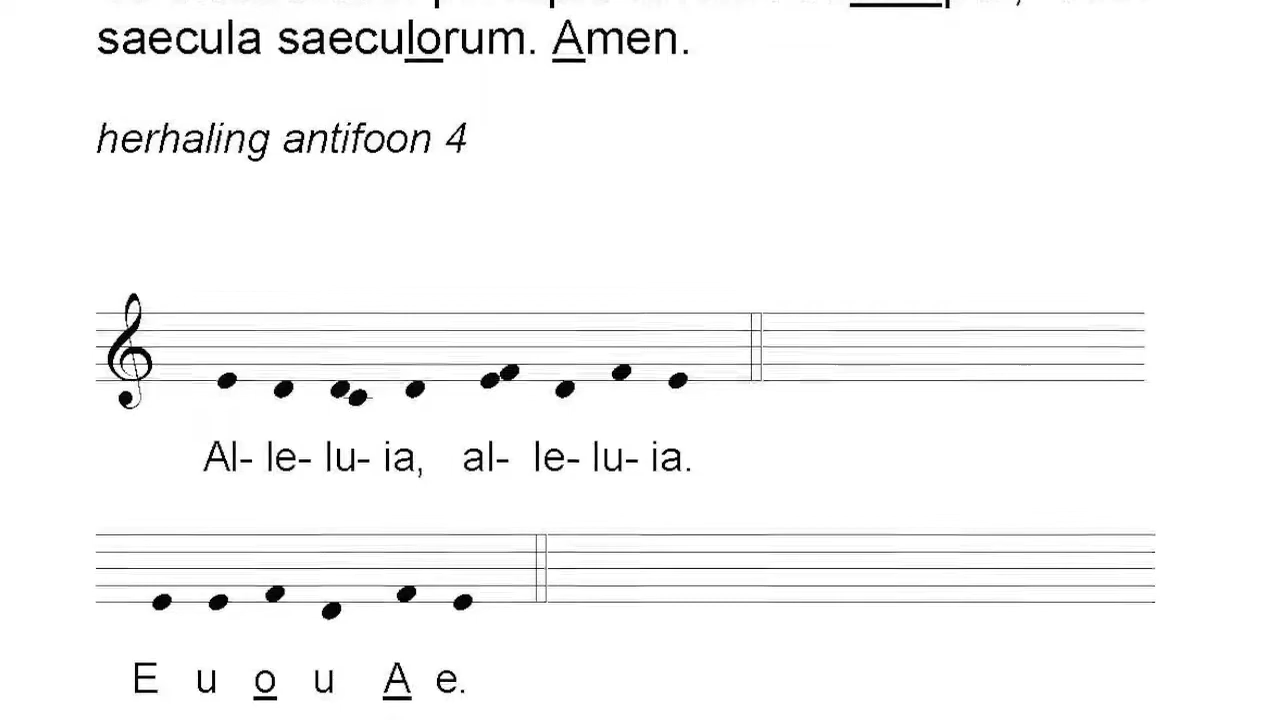 saecula saeculorum. Amen.
herhaling antifoon 4
Al- le- lu- ia, al- le- lu- ia.
E u o u A e.